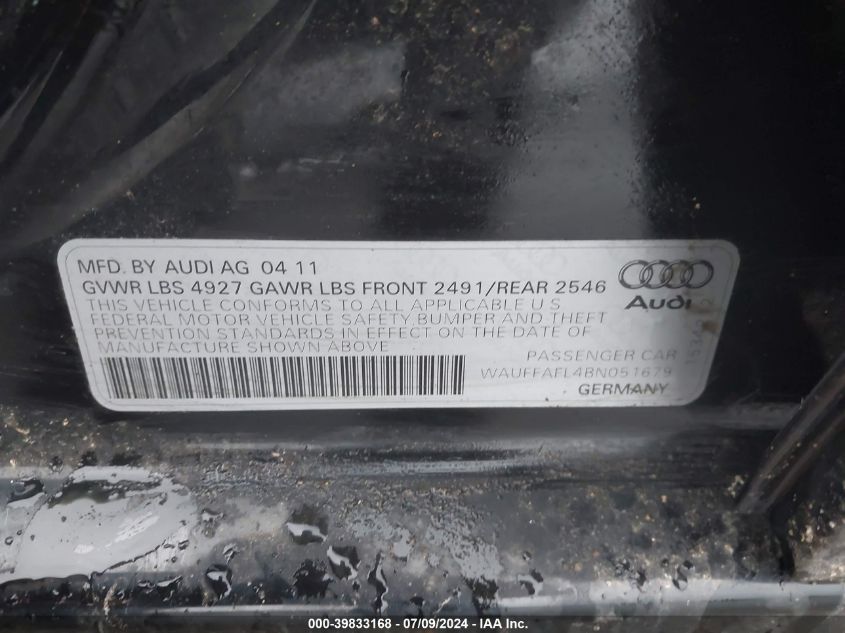 MFD. BY AUDI AG 04 11
GVWR LBS 4927 GAWR LBS FRONT 2491/REAR 2546
THIS VEHICLE CONFORMS TO ALL APPLICABLE U S
FEDERAL MOTOR VEHICLE SAFETY,BUMPER AND THEFT
PREVENTION STANDARDS IN EFFECT ON THE DATE OF
MANUFACTURE SHOWN ABOVE
Audi
PASSENGER CAR
WAUFFAFL4BN051679
GERMANY
000-39833168 - 07/09/2024 - IAA Inc.